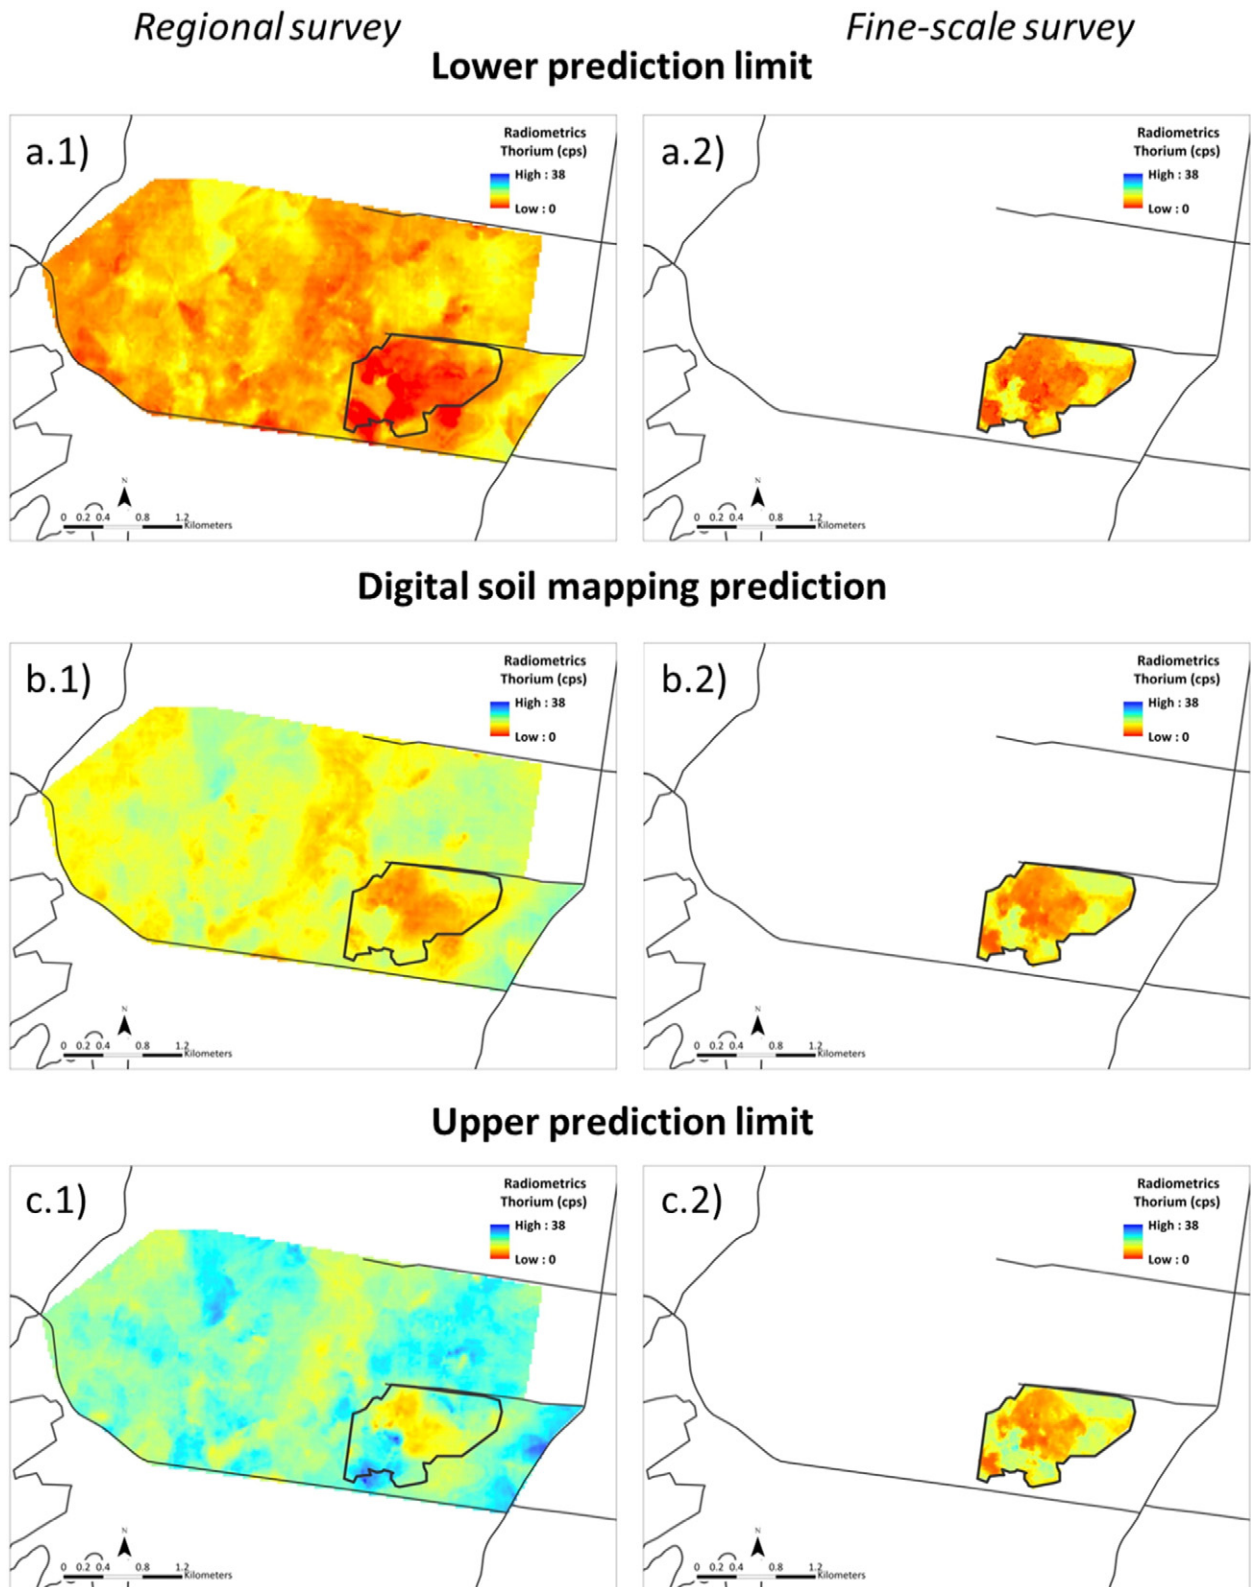 Regional survey Fine-scale survey
Lower prediction limit
a.1)
Radiometrics
Thorium (cps)
High : 38
Low : 0
N
0 0.2 0.4 0.8 1.2
Kilometers
a.2)
Radiometrics
Thorium (cps)
High : 38
Low : 0
N
0 0.2 0.4 0.8 1.2
Kilometers
Digital soil mapping prediction
b.1)
Radiometrics
Thorium (cps)
High : 38
Low : 0
N
0 0.2 0.4 0.8 1.2
Kilometers
b.2)
Radiometrics
Thorium (cps)
High : 38
Low : 0
N
0 0.2 0.4 0.8 1.2
Kilometers
Upper prediction limit
c.1)
Radiometrics
Thorium (cps)
High : 38
Low : 0
N
0 0.2 0.4 0.8 1.2
Kilometers
c.2)
Radiometrics
Thorium (cps)
High : 38
Low : 0
N
0 0.2 0.4 0.8 1.2
Kilometers